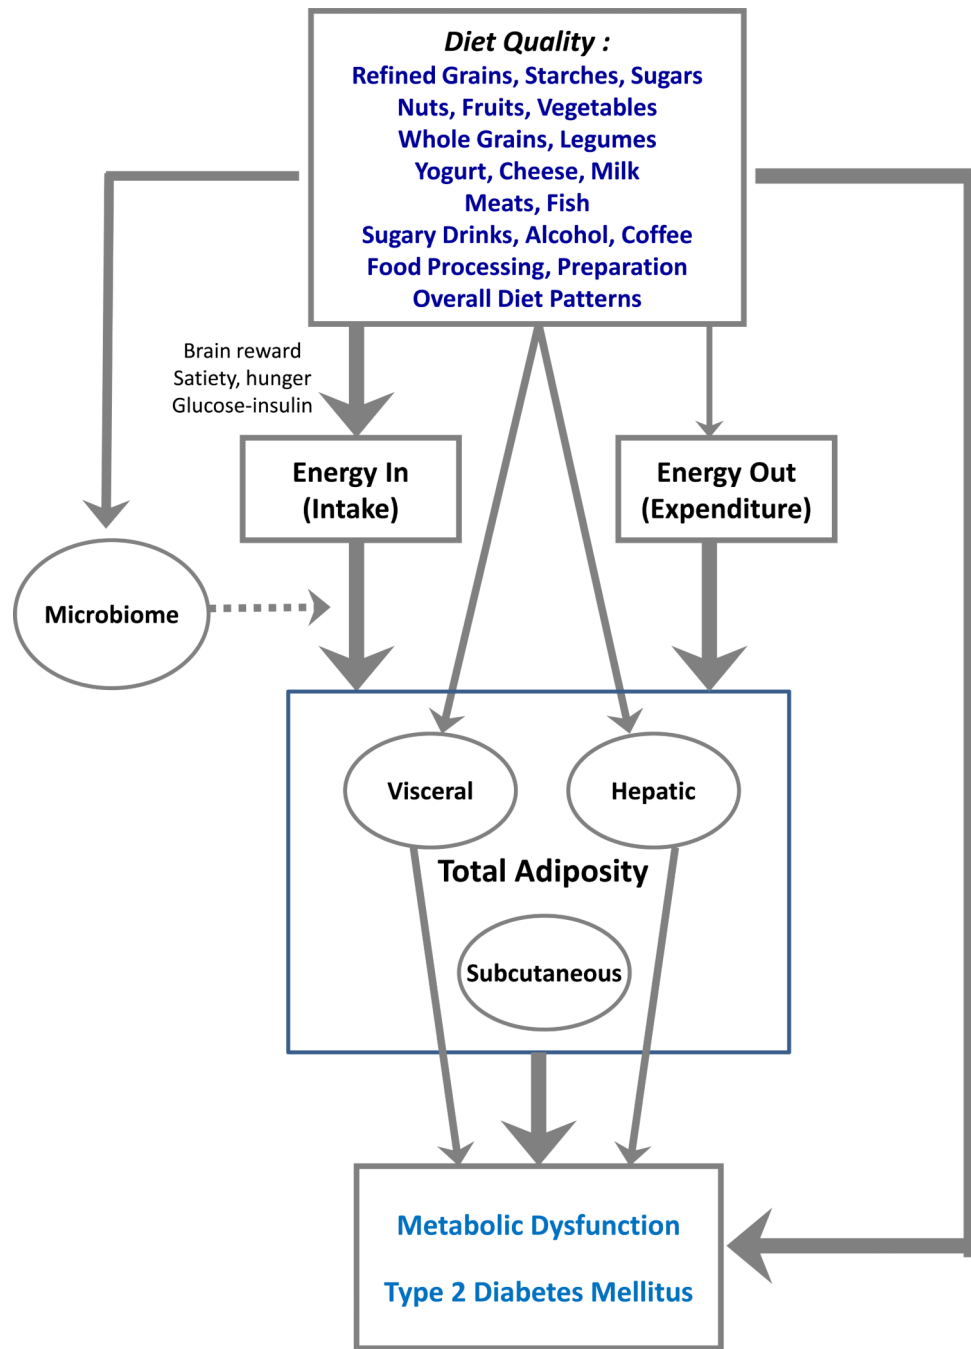 Diet Quality :
Refined Grains, Starches, Sugars
Nuts, Fruits, Vegetables
Whole Grains, Legumes
Yogurt, Cheese, Milk
Meats, Fish
Sugary Drinks, Alcohol, Coffee
Food Processing, Preparation
Overall Diet Patterns
Brain reward
Satiety, hunger
Glucose-insulin
Energy In
(Intake)
Energy Out
(Expenditure)
Microbiome
Visceral
Hepatic
Total Adiposity
Subcutaneous
Metabolic Dysfunction
Type 2 Diabetes Mellitus